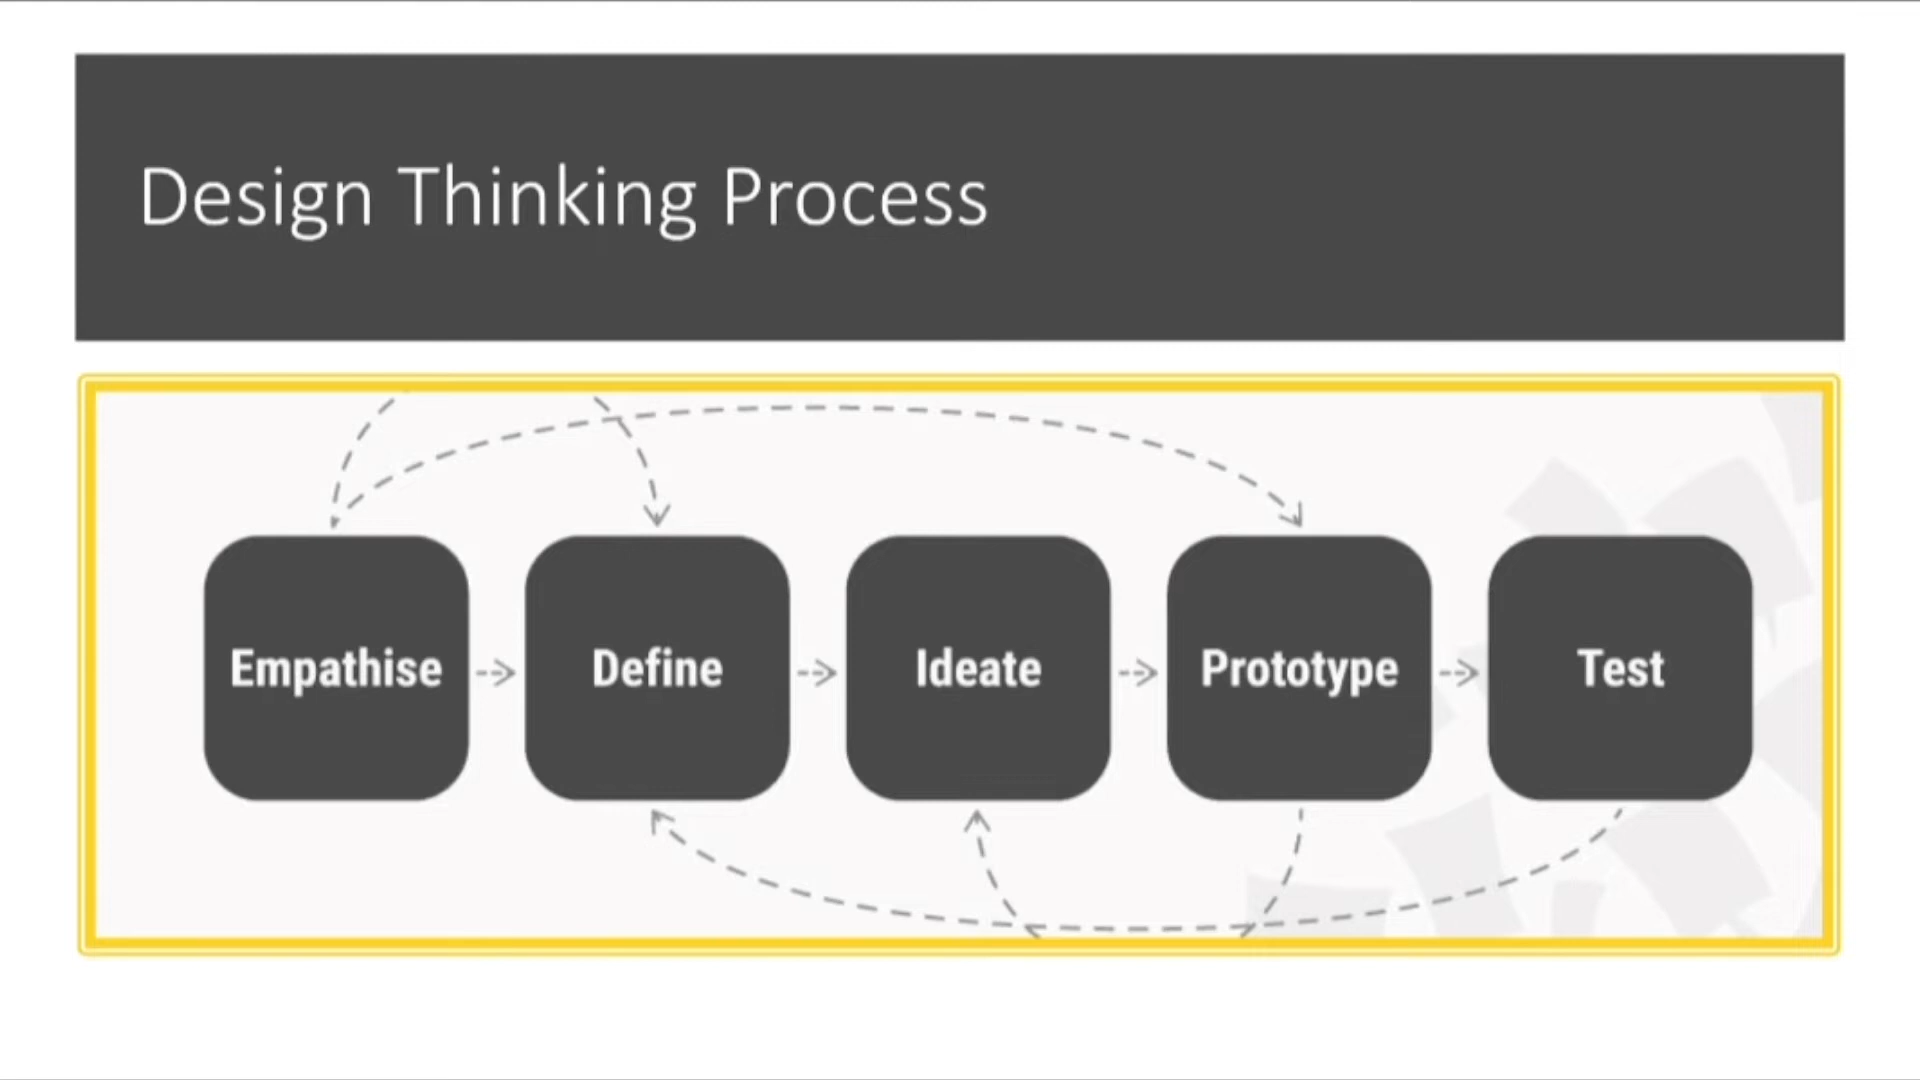 Design Thinking Process
Empathise
Define
Ideate
Prototype
Test